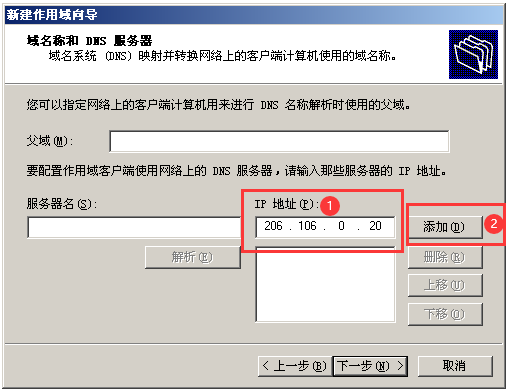 新建作用域向导
域名称和 DNS 服务器
域名系统 (DNS) 映射并转换网络上的客户端计算机使用的域名称。
您可以指定网络上的客户端计算机用来进行 DNS 名称解析时使用的父域。
父域(M):
要配置作用域客户端使用网络上的 DNS 服务器，请输入那些服务器的 IP 地址。
服务器名(S):
IP 地址(P):
1
206 . 106 . 0 . 20
添加(D)
2
解析(E)
删除(R)
上移(U)
下移(O)
< 上一步(B)
下一步(N) >
取消